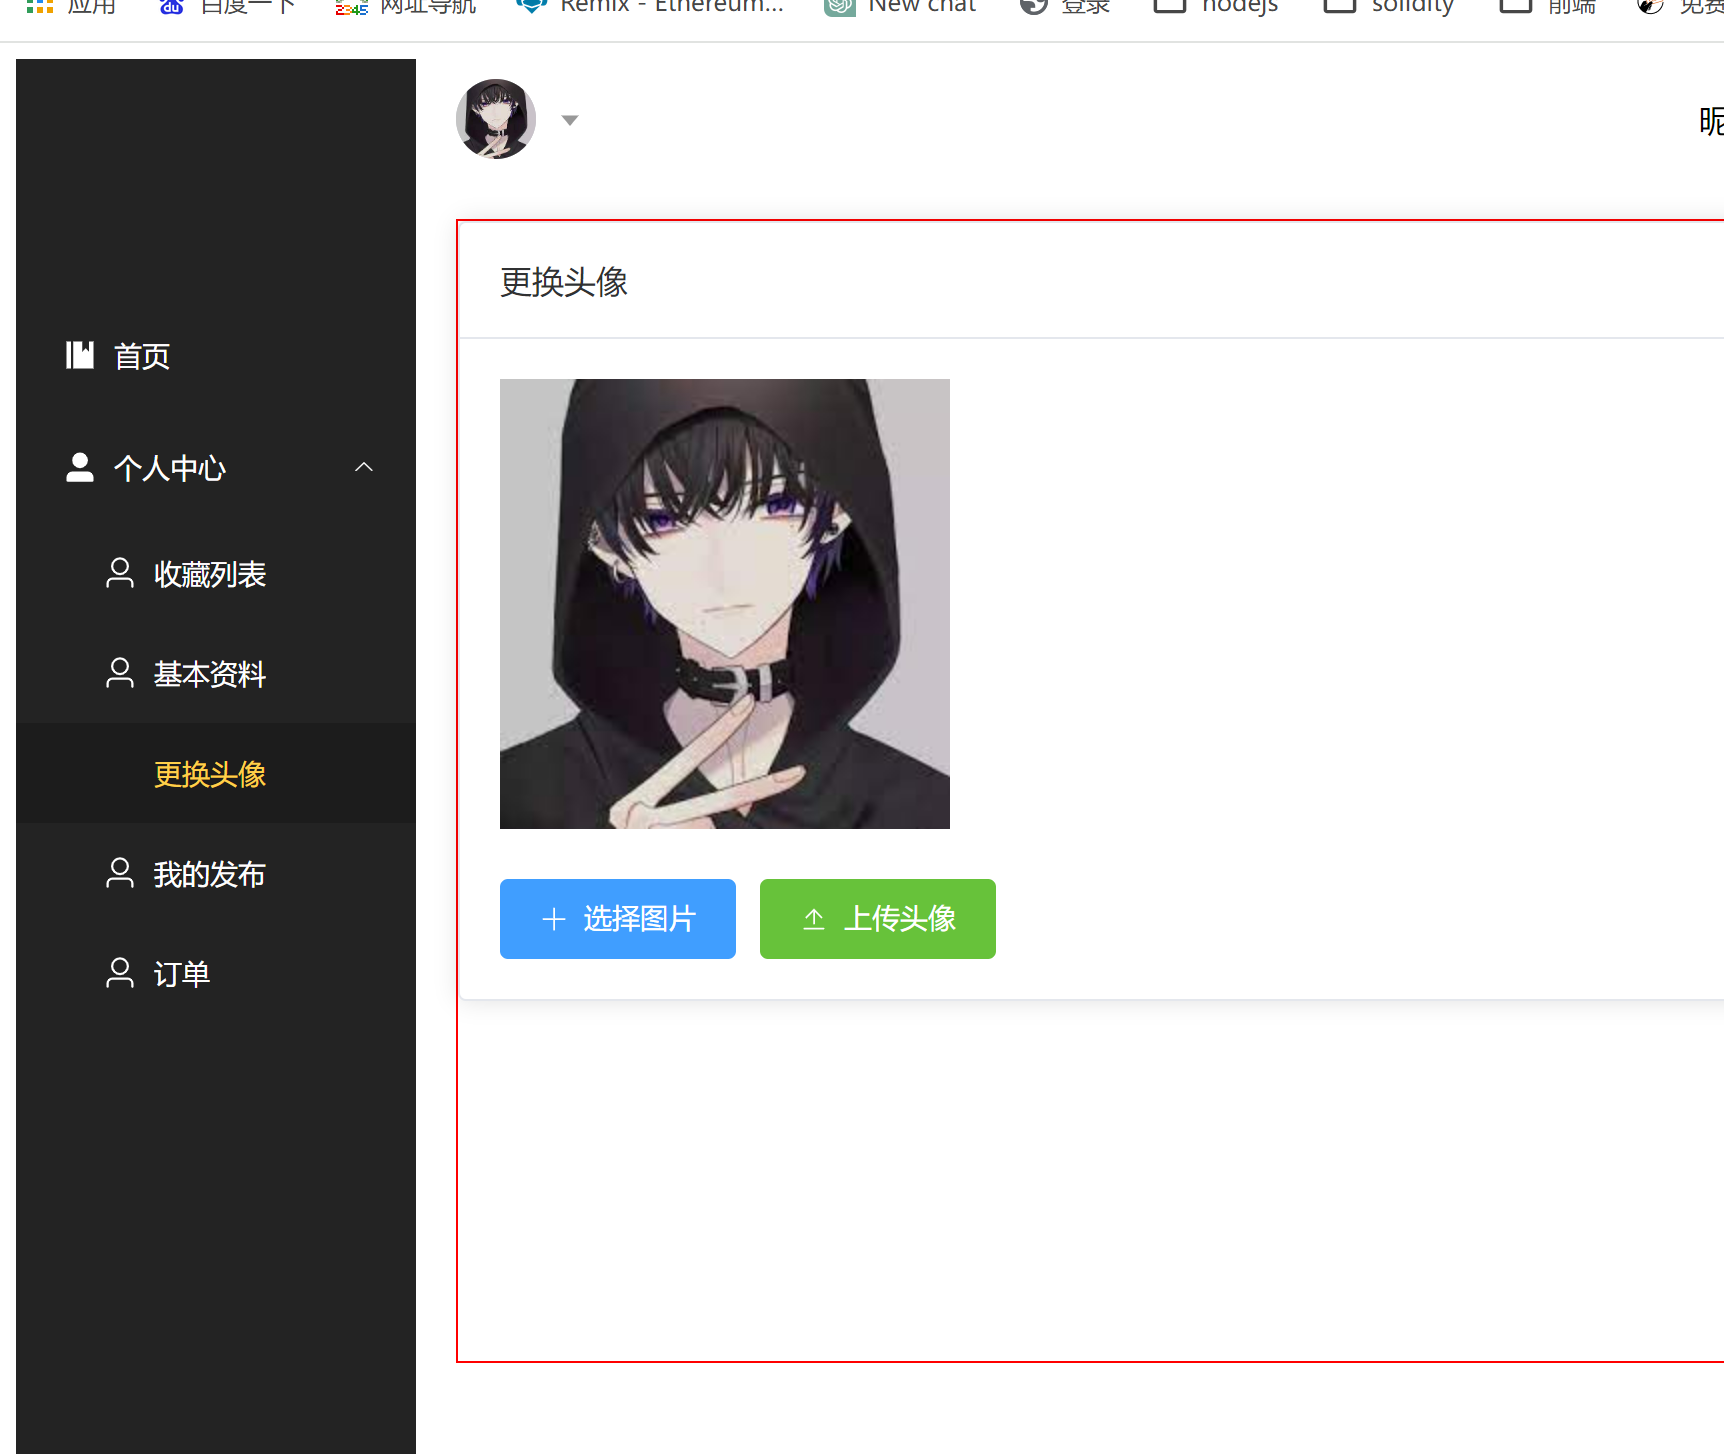 应用 百度一下 2345 网址导航 Remix - Ethereum... New chat 登录 nodejs solidity 前端 免费
昵
更换头像
首页
个人中心
收藏列表
基本资料
更换头像
我的发布
订单
选择图片 上传头像